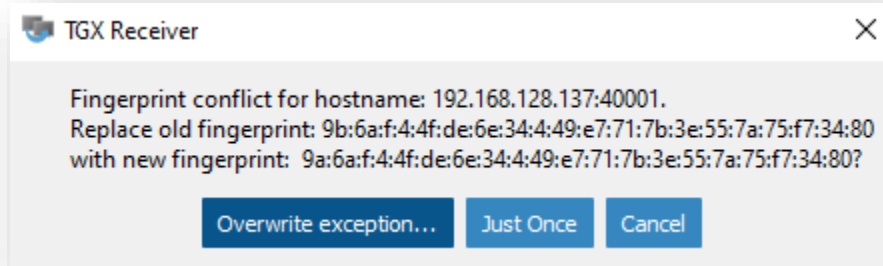 TGX Receiver
Fingerprint conflict for hostname: 192.168.128.137:40001.
Replace old fingerprint: 9b:6a:f:4:4f:de:6e:34:4:49:e7:71:7b:3e:55:7a:75:f7:34:80
with new fingerprint:  9a:6a:f:4:4f:de:6e:34:4:49:e7:71:7b:3e:55:7a:75:f7:34:80?
Overwrite exception... Just Once Cancel